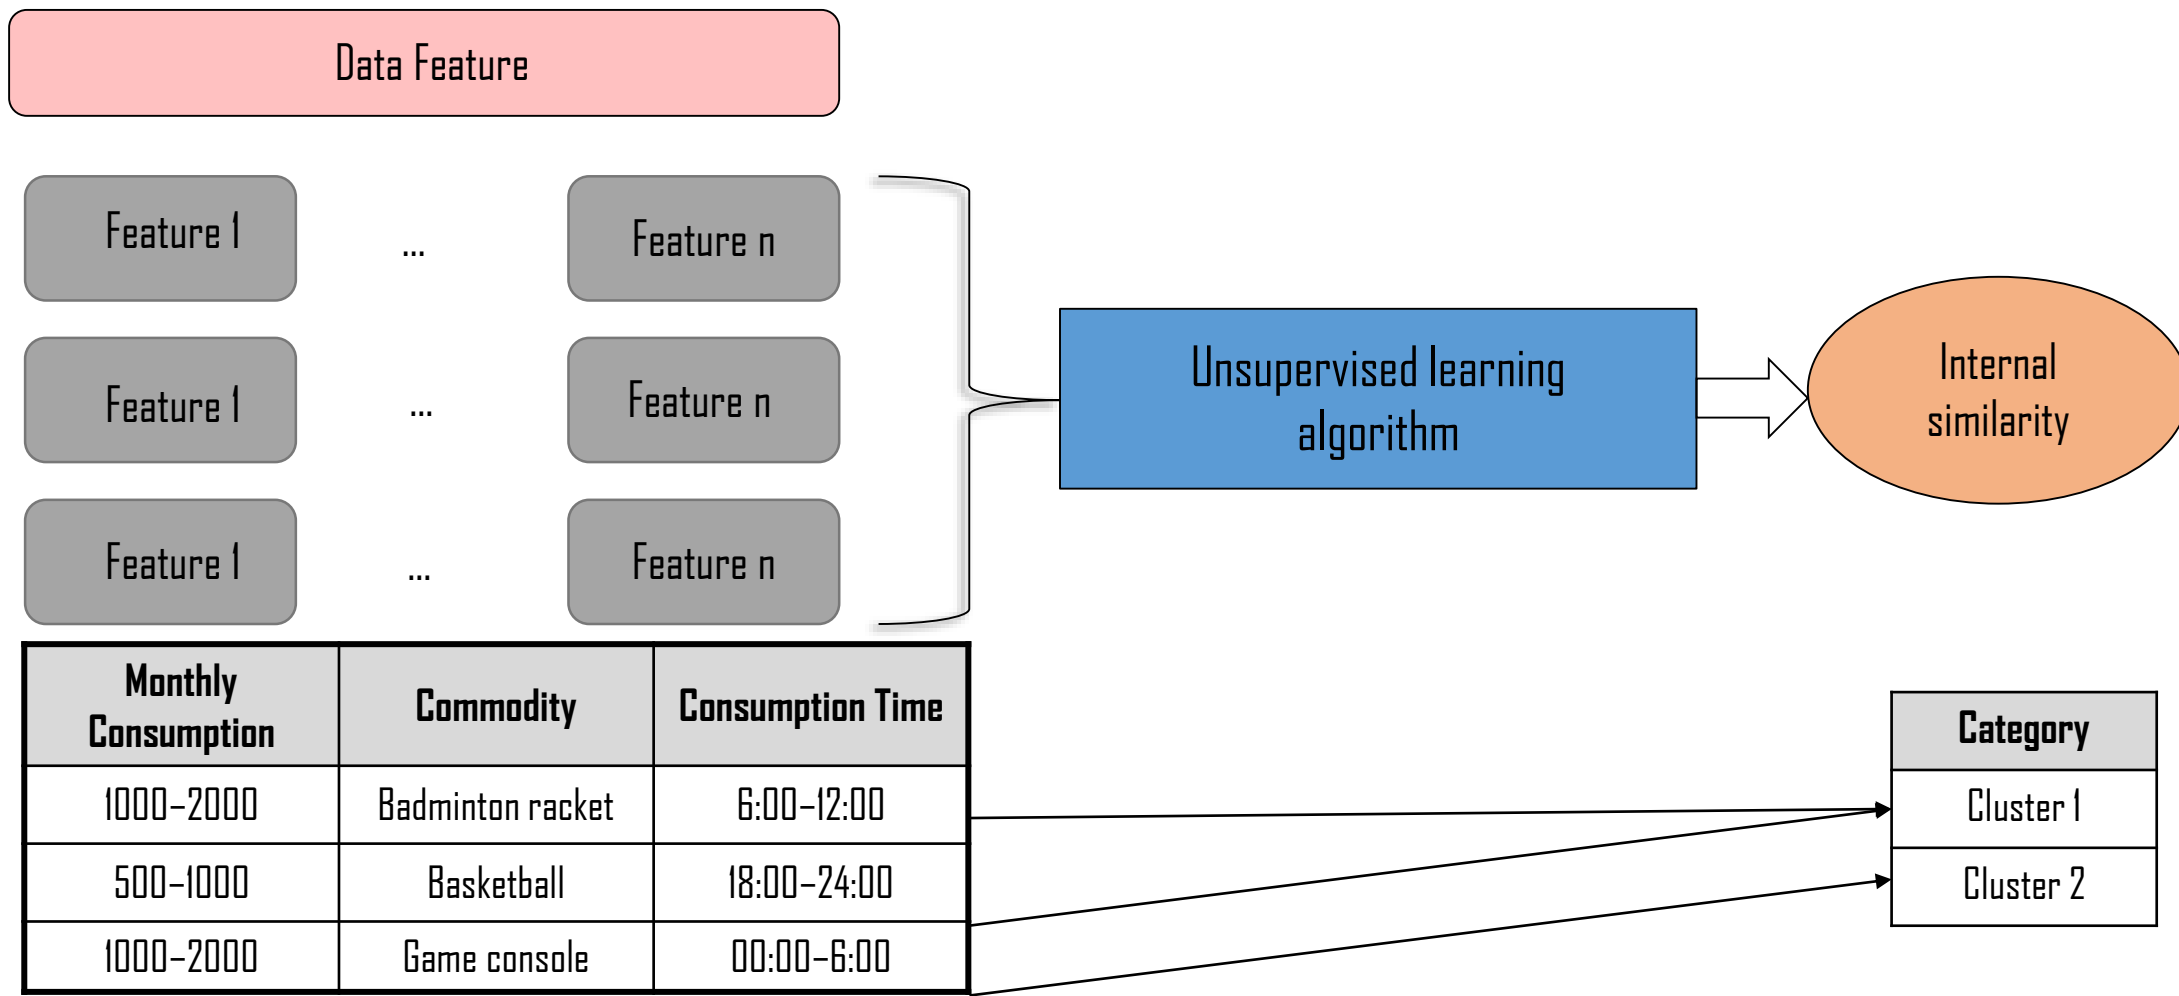 Data Feature
Feature 1 ... Feature n
Feature 1 ... Feature n
Feature 1 ... Feature n
Unsupervised learning
algorithm
Internal
similarity
Monthly
Consumption
Commodity
Consumption Time
1000–2000 Badminton racket 6:00–12:00
500–1000 Basketball 18:00–24:00
1000–2000 Game console 00:00–6:00
Category
Cluster 1
Cluster 2